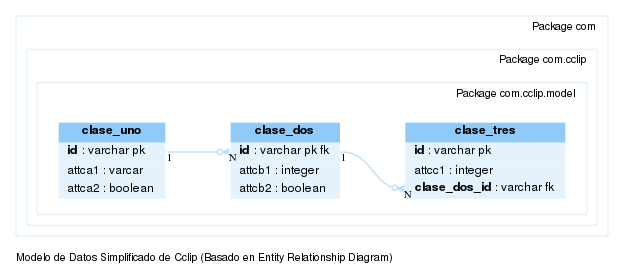 Package com
Package com.cclip
Package com.cclip.model
clase_uno
id : varchar pk
attca1 : varcar
attca2 : boolean
1
N
clase_dos
id : varchar pk fk
attcb1 : integer
attcb2 : boolean
1
N
clase_tres
id : varchar pk
attcc1 : integer
clase_dos_id : varchar fk
Modelo de Datos Simplificado de Cclip (Basado en Entity Relationship Diagram)